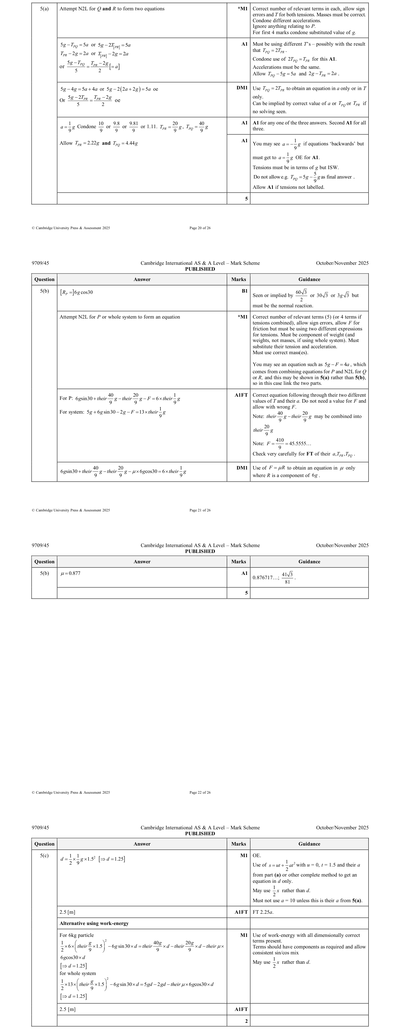 5(a) Attempt N2L for Q and R to form two equations *M1 Correct number of relevant terms in each, allow sign
errors and T for both tensions. Masses must be correct.
Condone different accelerations.
Ignore anything relating to P.
For first 4 marks condone substituted value of g.
5g − T_PQ = 5a or 5g − 2T_PR = 5a
T_PR − 2g = 2a
A1 Must be using different T's – possibly with the result
that T_PQ = 2T_PR.
Condone use of 2T_PQ = T_PR for this A1.
Accelerations must be the same.
Allow T_PQ − 5g = 5a and 2g − T_PR = 2a.
5g − 4g = 5a + 4a or 5g − 2(2a + 2g) = 5a oe
DM1 Use T_PQ = 2T_PR to obtain an equation in a only or in T
only.
Can be implied by correct value of a or T_PQ or T_PR if
no solving seen.
a = 1/9 g Condone 10/9 or 9.8/9 or 9.81/9 or 1.11. T_PR = 20/9 g, T_PQ = 40/9 g
Allow T_PR = 2.22g and T_PQ = 4.44g
A1 A1 for any one of the three answers. Second A1 for all
three.
A1 You may see a = −1/9 g if equations 'backwards' but
must get to a = 1/9 g OE for A1.
Tensions must be in terms of g but ISW.
Do not allow e.g. T_PQ = 5g − 5/9 g as final answer.
Allow A1 if tensions not labelled.
5
© Cambridge University Press & Assessment 2025 Page 20 of 26
9709/45 Cambridge International AS & A Level – Mark Scheme October/November 2025
PUBLISHED
Question Answer Marks Guidance
5(b) [R_P =] 6g cos30 B1 Seen or implied by 60√3/2 or 30√3 or 3g√3 but
must be the normal reaction.
Attempt N2L for P or whole system to form an equation *M1 Correct number of relevant terms (5) (or 4 terms if
tensions combined), allow sign errors, allow F for
friction but must be using two different expressions
for tensions. Must be component of weight (and
weights, not masses, if using whole system). Must
substitute their tension and acceleration.
Must use correct mass(es).
You may see an equation such as 5g − F = 4a, which
comes from combining equations for P and N2L for Q
or R, and this may be shown in 5(a) rather than 5(b),
so in this case link the two parts.
For P: 6g sin30 + their 40/9 g − their 20/9 g − F = 6 × their 1/9 g
For system: 5g + 6g sin30 − 2g − F = 13 × their 1/9 g
A1FT Correct equation following through their two different
values of T and their a. Do not need a value for F and
allow with wrong F.
Note: their 40/9 g − their 20/9 g may be combined into
their 20/9 g
Note: F = 410/9 = 45.5555...
Check very carefully for FT of their a, T_PR, T_PQ.
6g sin30 + their 40/9 g − their 20/9 g − μ × 6g cos30 = 6 × their 1/9 g
DM1 Use of F = μR to obtain an equation in μ only
where R is a component of 6g.
© Cambridge University Press & Assessment 2025 Page 21 of 26
9709/45 Cambridge International AS & A Level – Mark Scheme October/November 2025
PUBLISHED
Question Answer Marks Guidance
5(b) μ = 0.877 A1 0.876717...; 41√3/81.
5
© Cambridge University Press & Assessment 2025 Page 22 of 26
9709/45 Cambridge International AS & A Level – Mark Scheme October/November 2025
PUBLISHED
Question Answer Marks Guidance
5(c) d = 1/2 × 1/9 g × 1.5² [⇒ d = 1.25] M1 OE.
Use of s = ut + 1/2 at² with u = 0, t = 1.5 and their a
from part (a) or other complete method to get an
equation in d only.
May use 1/2 x rather than d.
Must not use a = 10 unless this is their a from 5(a).
2.5 [m] A1FT FT 2.25a.
Alternative using work-energy
For 6kg particle
[⇒ d = 1.25]
for whole system
[⇒ d = 1.25]
M1 Use of work-energy with all dimensionally correct
terms present.
Terms should have components as required and allow
consistent sin/cos mix
May use 1/2 x rather than d.
2.5 [m] A1FT
2